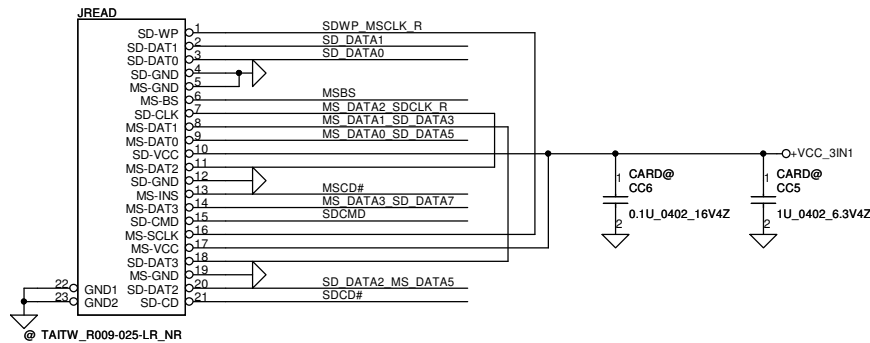 JREAD
SD-WP 1 SDWP_MSCLK_R
SD-DAT1 2 SD_DATA1
SD-DAT0 3 SD_DATA0
SD-GND 4
MS-GND 5
MS-BS 6 MSBS
SD-CLK 7 MS_DATA2_SDCLK_R
MS-DAT1 8 MS_DATA1_SD_DATA3
MS-DAT0 9 MS_DATA0_SD_DATA5
SD-VCC 10 +VCC_3IN1
MS-DAT2 11
SD-GND 12
MS-INS 13 MSCD#
MS-DAT3 14 MS_DATA3_SD_DATA7
SD-CMD 15 SDCMD
MS-SCLK 16
MS-VCC 17
SD-DAT3 18
MS-GND 19
22 GND1 SD-DAT2 20 SD_DATA2_MS_DATA5
23 GND2 SD-CD 21 SDCD#
@ TAITW_R009-025-LR_NR
1 CARD@
CC6
0.1U_0402_16V4Z
2
1 CARD@
CC5
1U_0402_6.3V4Z
2